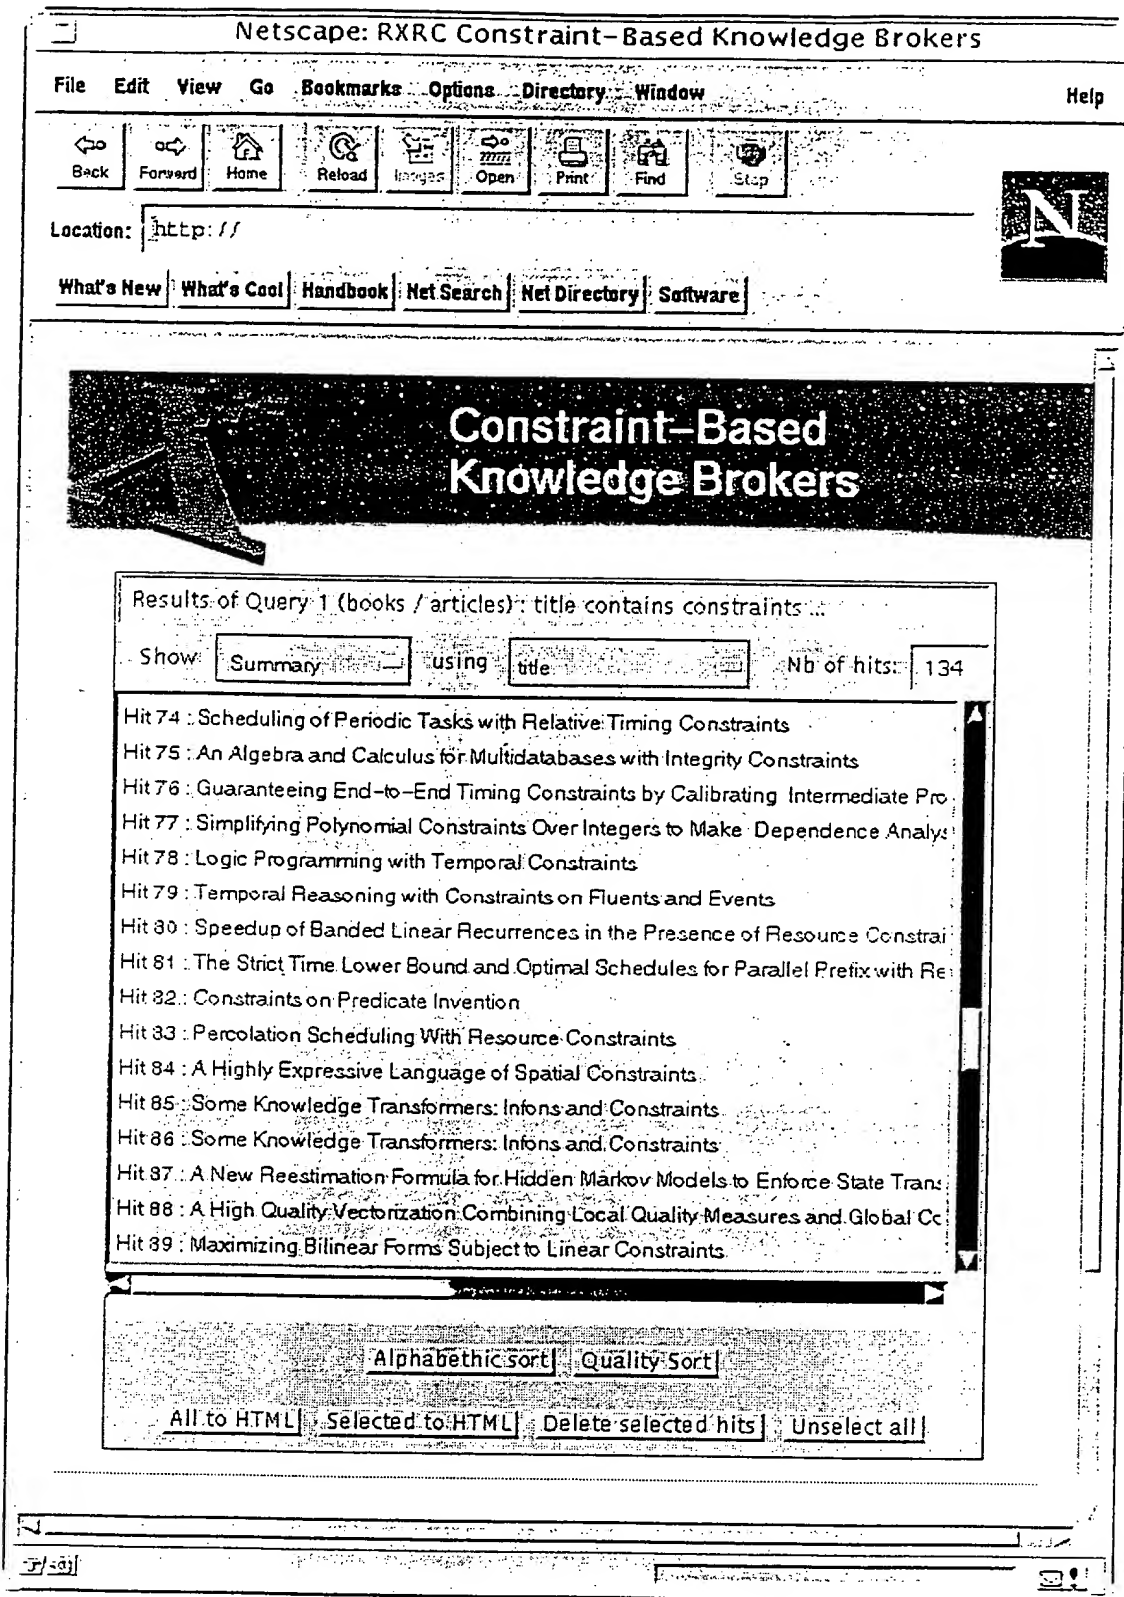 Netscape: RXRC Constraint-Based Knowledge Brokers
File Edit View Go Bookmarks Options Directory Window Help
Back Forward Home Reload Images Open Print Find Stop
N
Location: http://
What's New What's Cool Handbook Net Search Net Directory Software
Constraint-Based
Knowledge Brokers
Results of Query 1 (books / articles) : title contains constraints ...
Show Summary using title Nb of hits: 134
Hit 74 : Scheduling of Periodic Tasks with Relative Timing Constraints
Hit 75 : An Algebra and Calculus for Multidatabases with Integrity Constraints
Hit 76 : Guaranteeing End-to-End Timing Constraints by Calibrating Intermediate Pro
Hit 77 : Simplifying Polynomial Constraints Over Integers to Make Dependence Analys
Hit 78 : Logic Programming with Temporal Constraints
Hit 79 : Temporal Reasoning with Constraints on Fluents and Events
Hit 80 : Speedup of Banded Linear Recurrences in the Presence of Resource Constrai
Hit 81 : The Strict Time Lower Bound and Optimal Schedules for Parallel Prefix with Re
Hit 82 : Constraints on Predicate Invention
Hit 83 : Percolation Scheduling With Resource Constraints
Hit 84 : A Highly Expressive Language of Spatial Constraints
Hit 85 : Some Knowledge Transformers: Infons and Constraints
Hit 86 : Some Knowledge Transformers: Infons and Constraints
Hit 87 : A New Reestimation Formula for Hidden Markov Models to Enforce State Trans
Hit 88 : A High Quality Vectorization Combining Local Quality Measures and Global Co
Hit 89 : Maximizing Bilinear Forms Subject to Linear Constraints
Alphabethic sort Quality Sort
All to HTML Selected to HTML Delete selected hits Unselect all